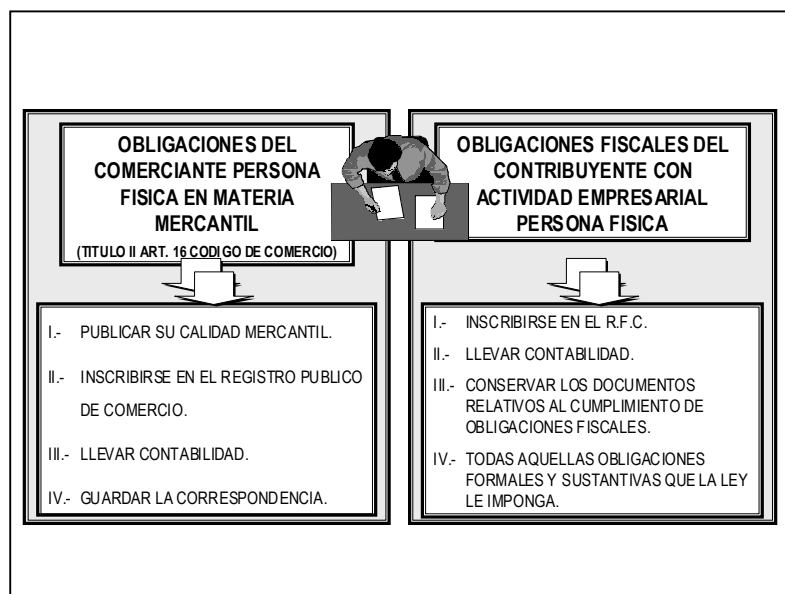 OBLIGACIONES DEL
COMERCIANTE PERSONA
FISICA EN MATERIA
MERCANTIL
(TITULO II ART. 16 CODIGO DE COMERCIO)
I.- PUBLICAR SU CALIDAD MERCANTIL.
II.- INSCRIBIRSE EN EL REGISTRO PUBLICO
DE COMERCIO.
III.- LLEVAR CONTABILIDAD.
IV.- GUARDAR LA CORRESPONDENCIA.
OBLIGACIONES FISCALES DEL
CONTRIBUYENTE CON
ACTIVIDAD EMPRESARIAL
PERSONA FISICA
I.- INSCRIBIRSE EN EL R.F.C.
II.- LLEVAR CONTABILIDAD.
III.- CONSERVAR LOS DOCUMENTOS
RELATIVOS AL CUMPLIMIENTO DE
OBLIGACIONES FISCALES.
IV.- TODAS AQUELLAS OBLIGACIONES
FORMALES Y SUSTANTIVAS QUE LA LEY
LE IMPONGA.